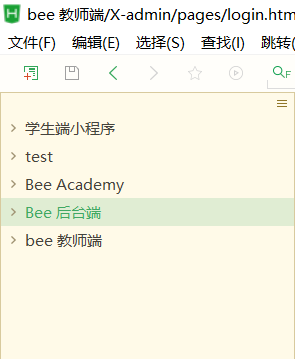 bee 教师端/X-admin/pages/login.htm
文件(F) 编辑(E) 选择(S) 查找(I) 跳转(
学生端小程序
test
Bee Academy
Bee 后台端
bee 教师端